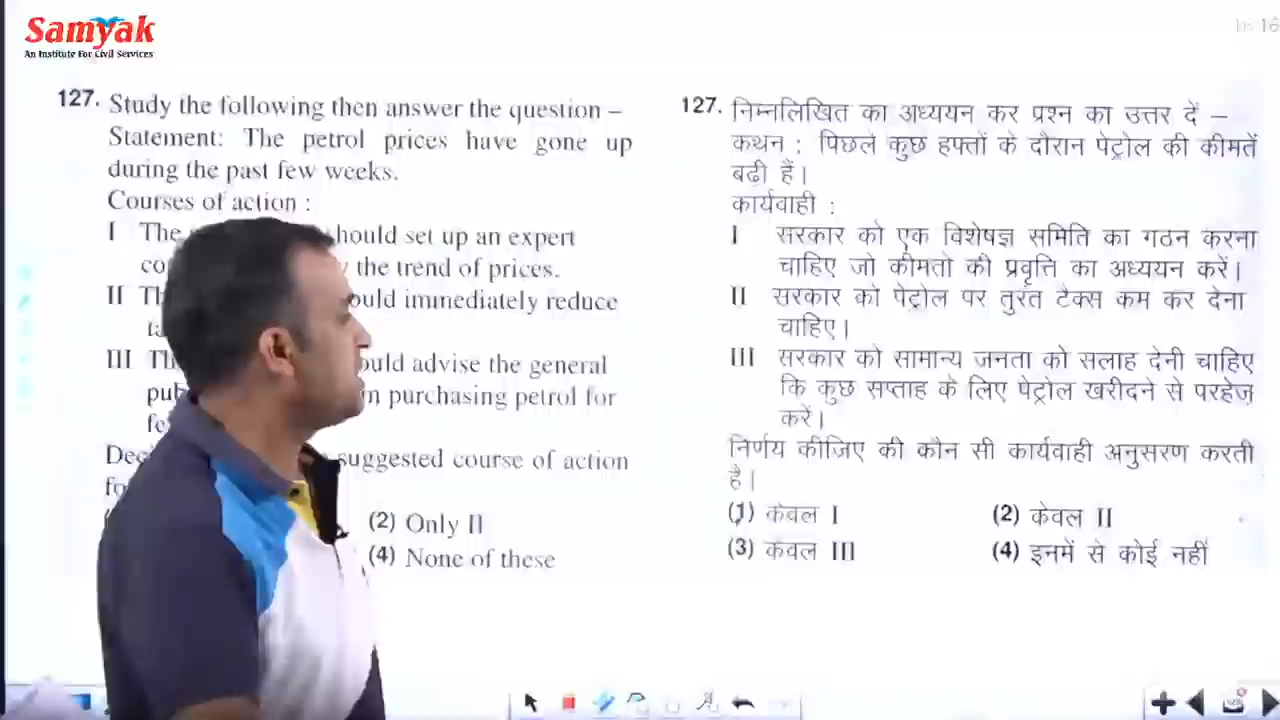 Samyak
An Institute For Civil Services
127. Study the following then answer the question –
Statement: The petrol prices have gone up
during the past few weeks.
Courses of action :
I The should set up an expert
the trend of prices.
II immediately reduce
III advise the general
purchasing petrol for
suggested course of action
(2) Only II
(4) None of these
127. निम्नलिखित का अध्ययन कर प्रश्न का उत्तर दें –
कथन : पिछले कुछ हफ्तों के दौरान पेट्रोल की कीमतें
बढी हैं।
कार्यवाही :
I सरकार को एक विशेषज्ञ समिति का गठन करना
चाहिए जो कीमतो की प्रवृत्ति का अध्ययन करें।
II सरकार को पेट्रोल पर तुरंत टैक्स कम कर देना
चाहिए।
III सरकार को सामान्य जनता को सलाह देनी चाहिए
कि कुछ सप्ताह के लिए पेट्रोल खरीदने से परहेज़
करें।
निर्णय कीजिए की कौन सी कार्यवाही अनुसरण करती
है।
(1) केवल I (2) केवल II
(3) केवल III (4) इनमें से कोई नहीं